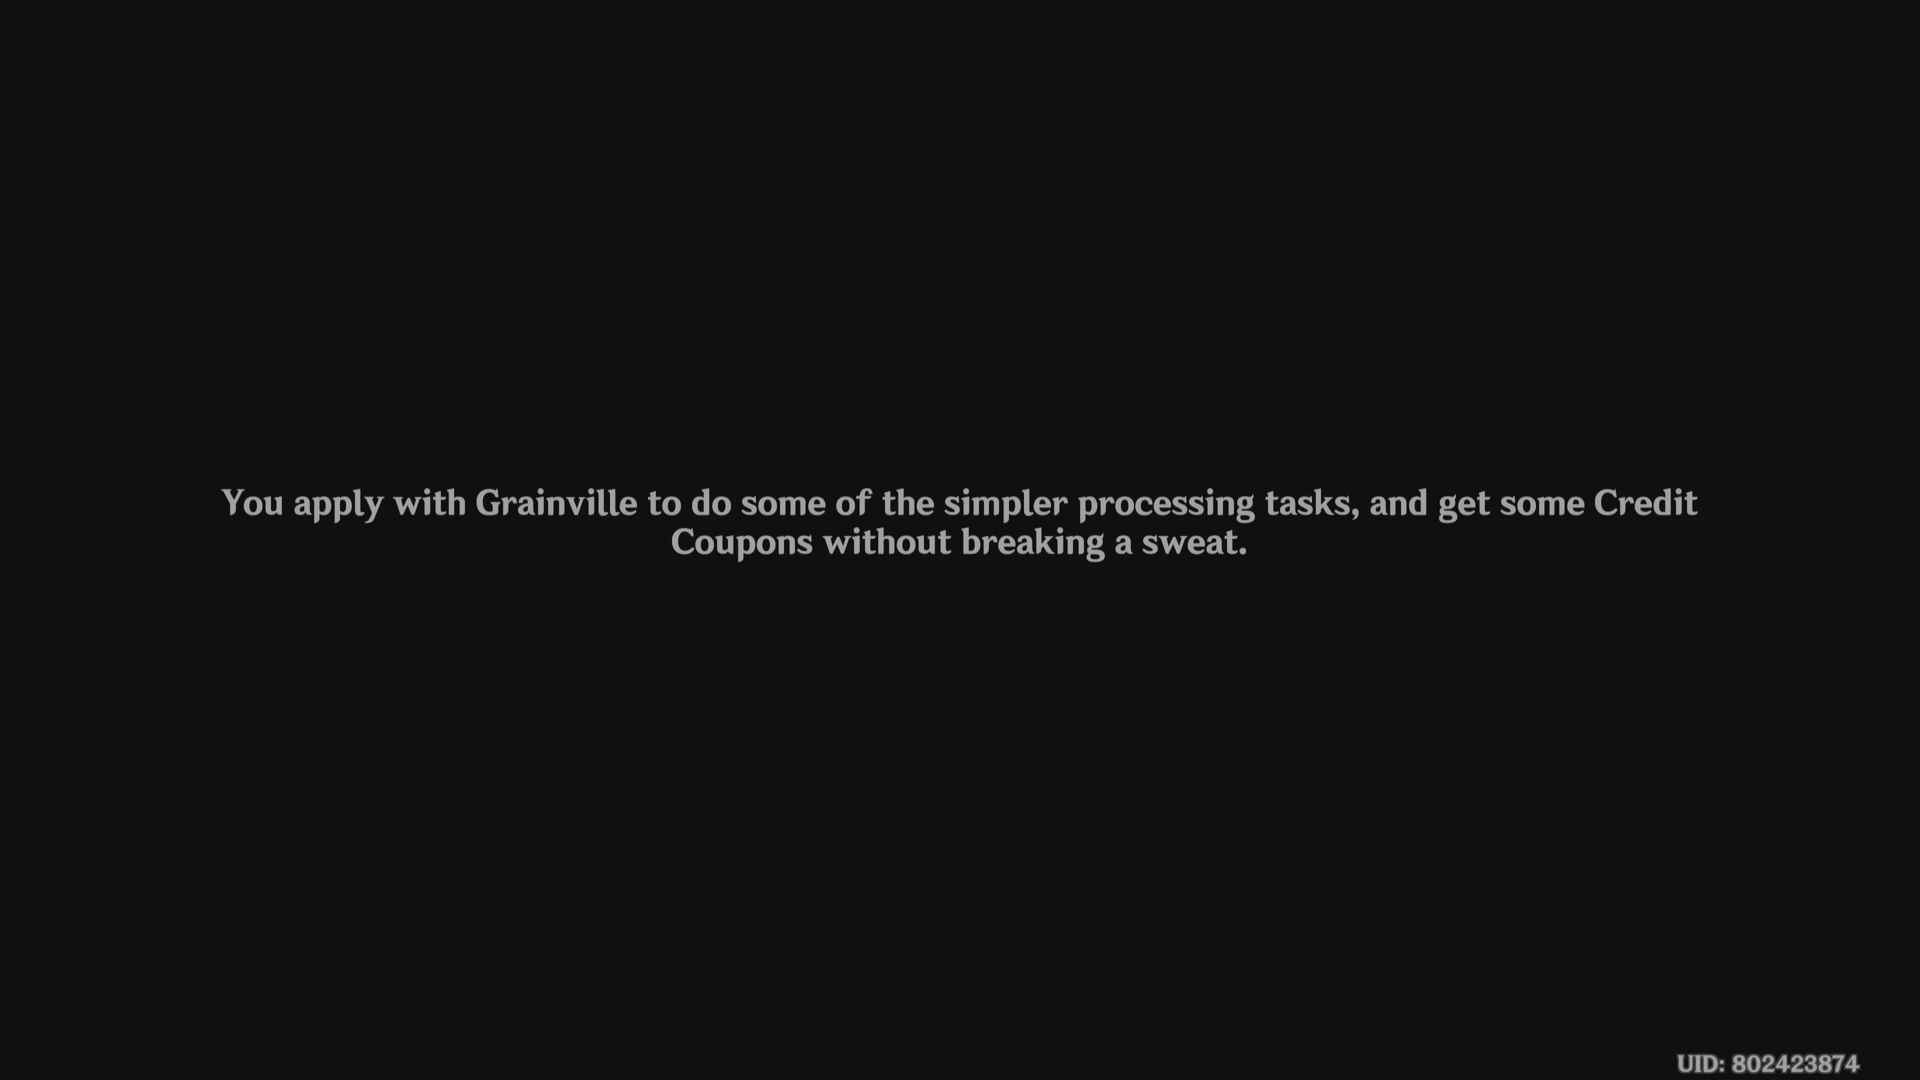 You apply with Grainville to do some of the simpler processing tasks, and get some Credit
Coupons without breaking a sweat.
UID: 802423874